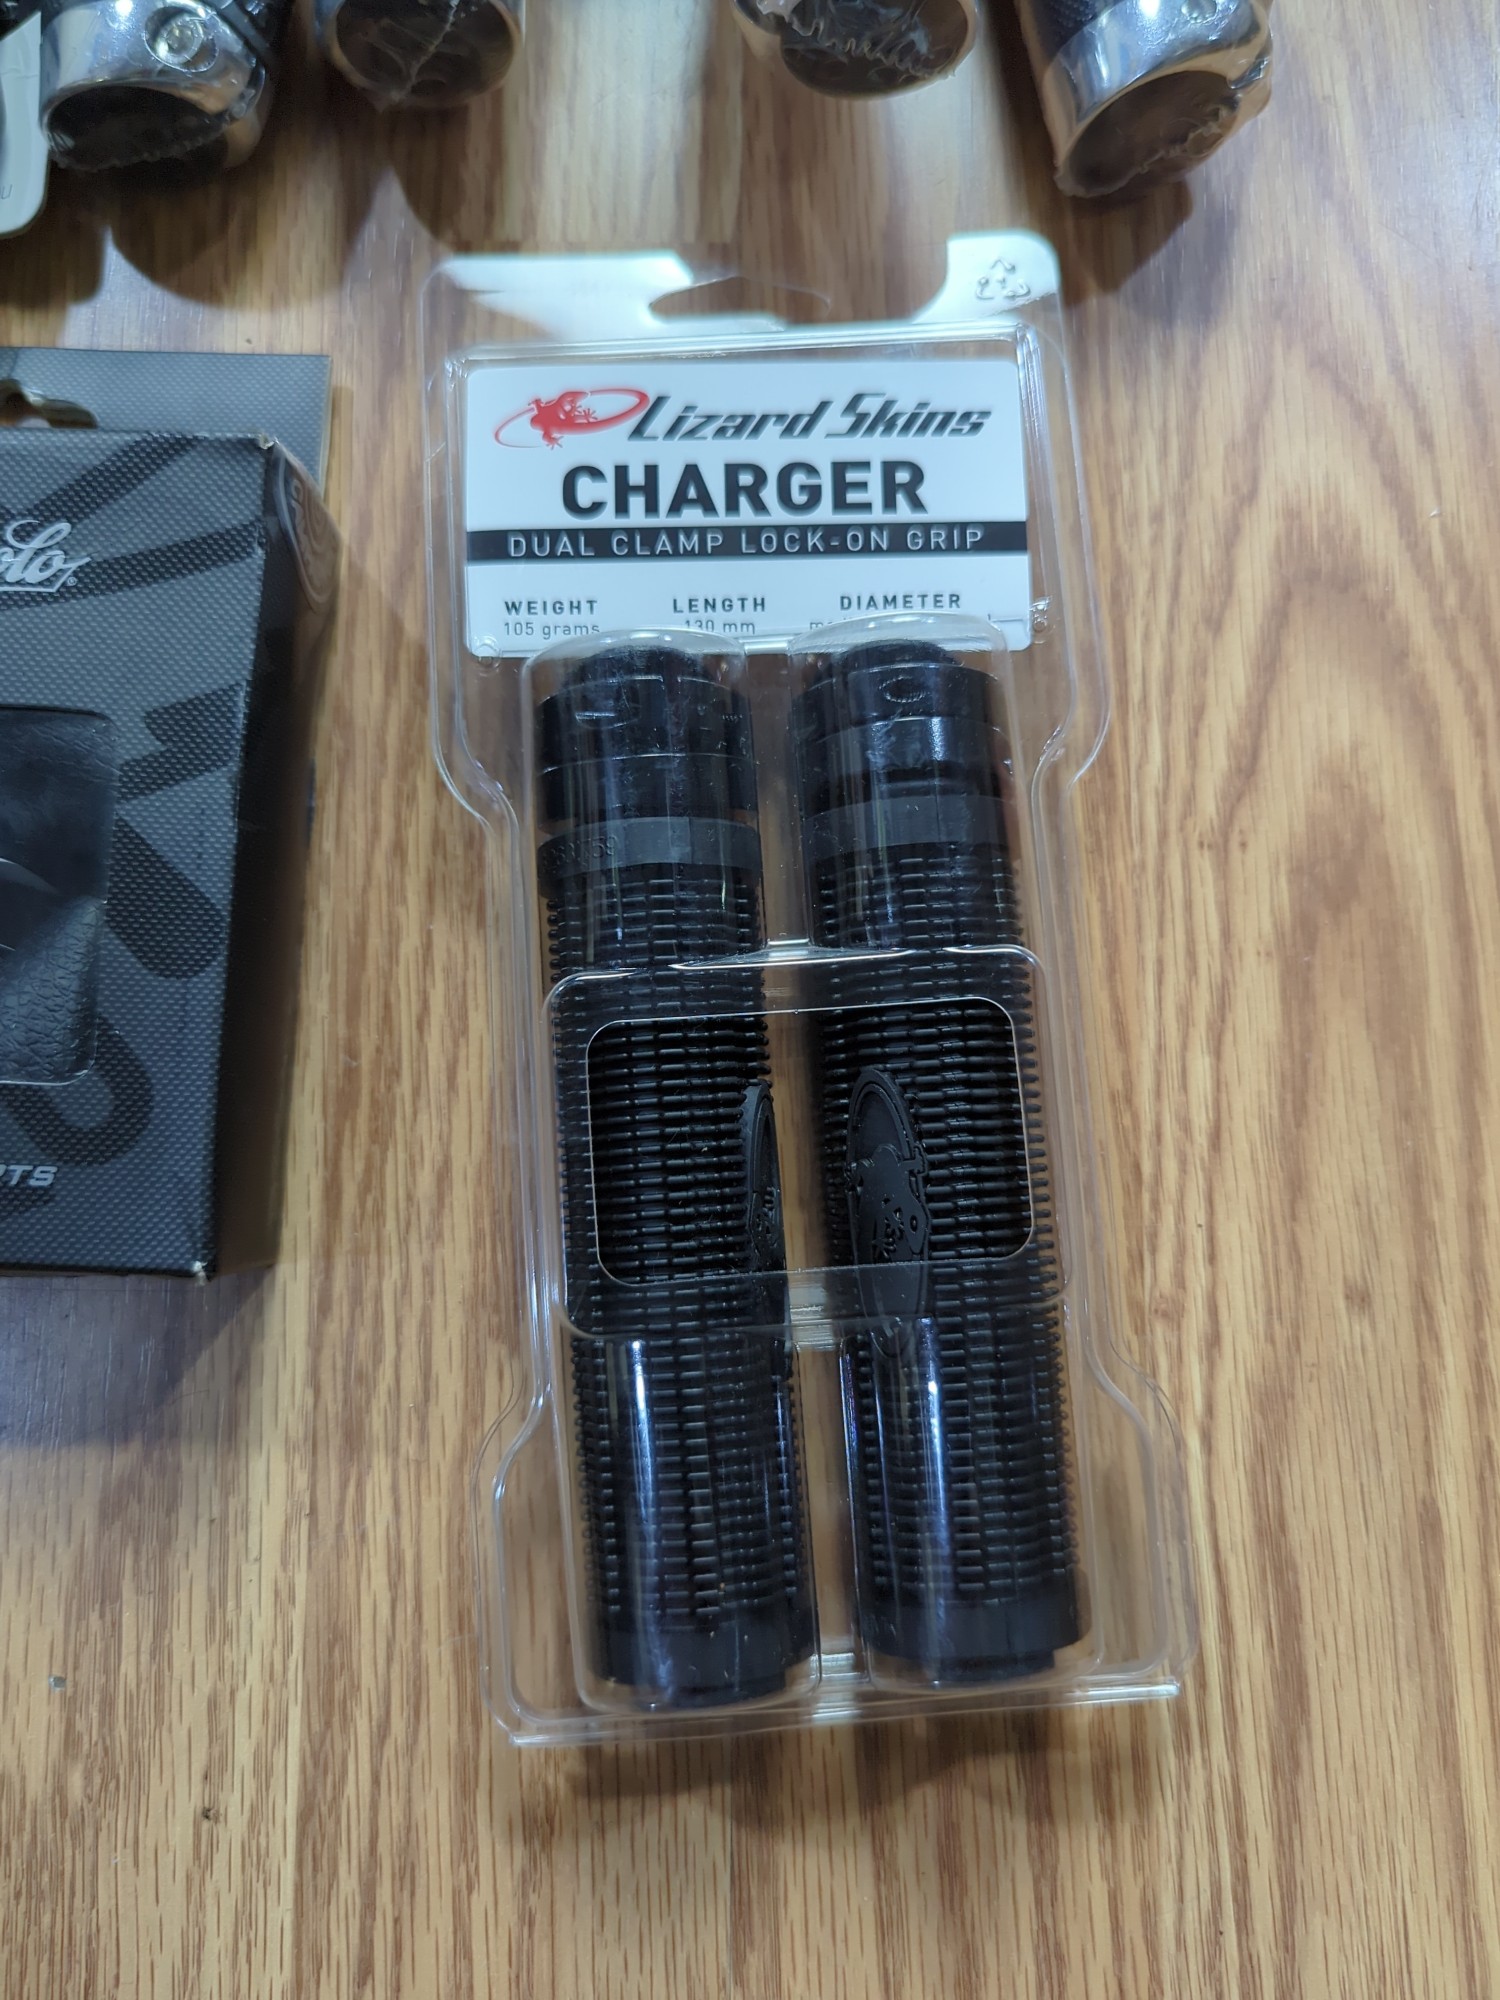 Lizard Skins
CHARGER
DUAL CLAMP LOCK-ON GRIP
WEIGHT LENGTH DIAMETER
105 grams 130 mm